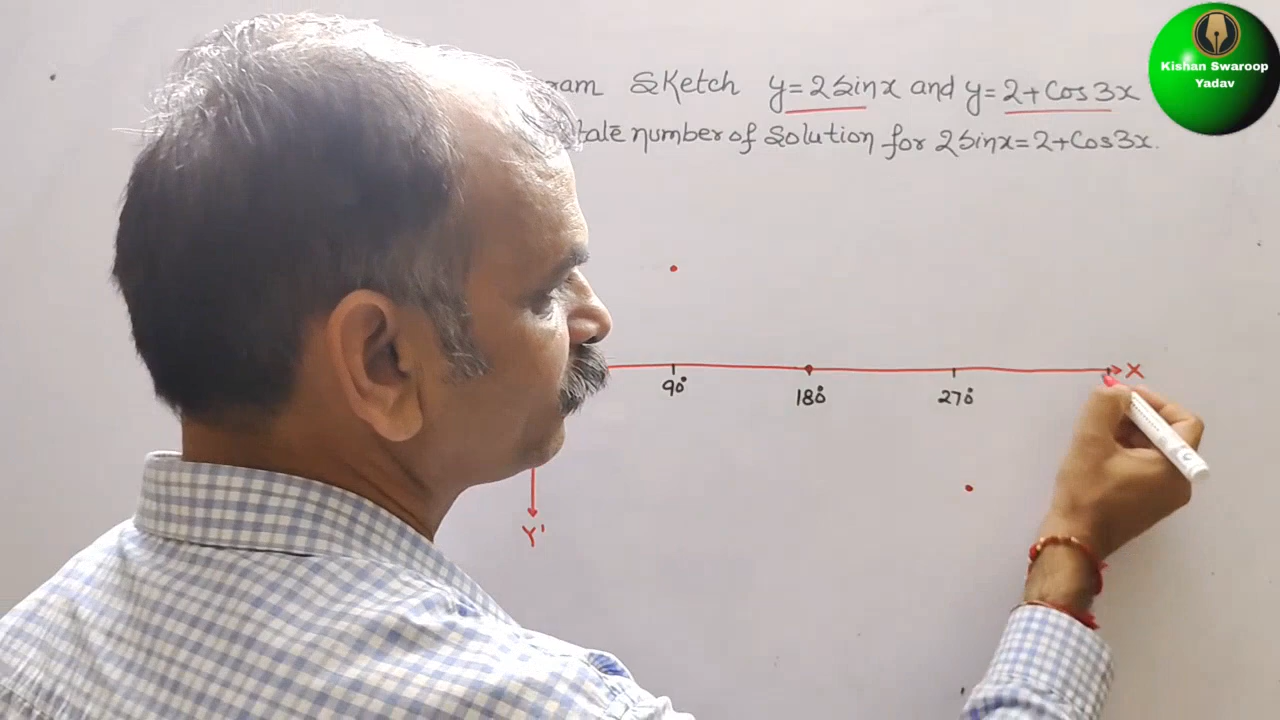 Kishan Swaroop
Yadav
Sketch y=2Sinx and y=2+Cos3x
number of Solution for 2Sinx=2+Cos3x.
90°
180°
270°
X
Y'